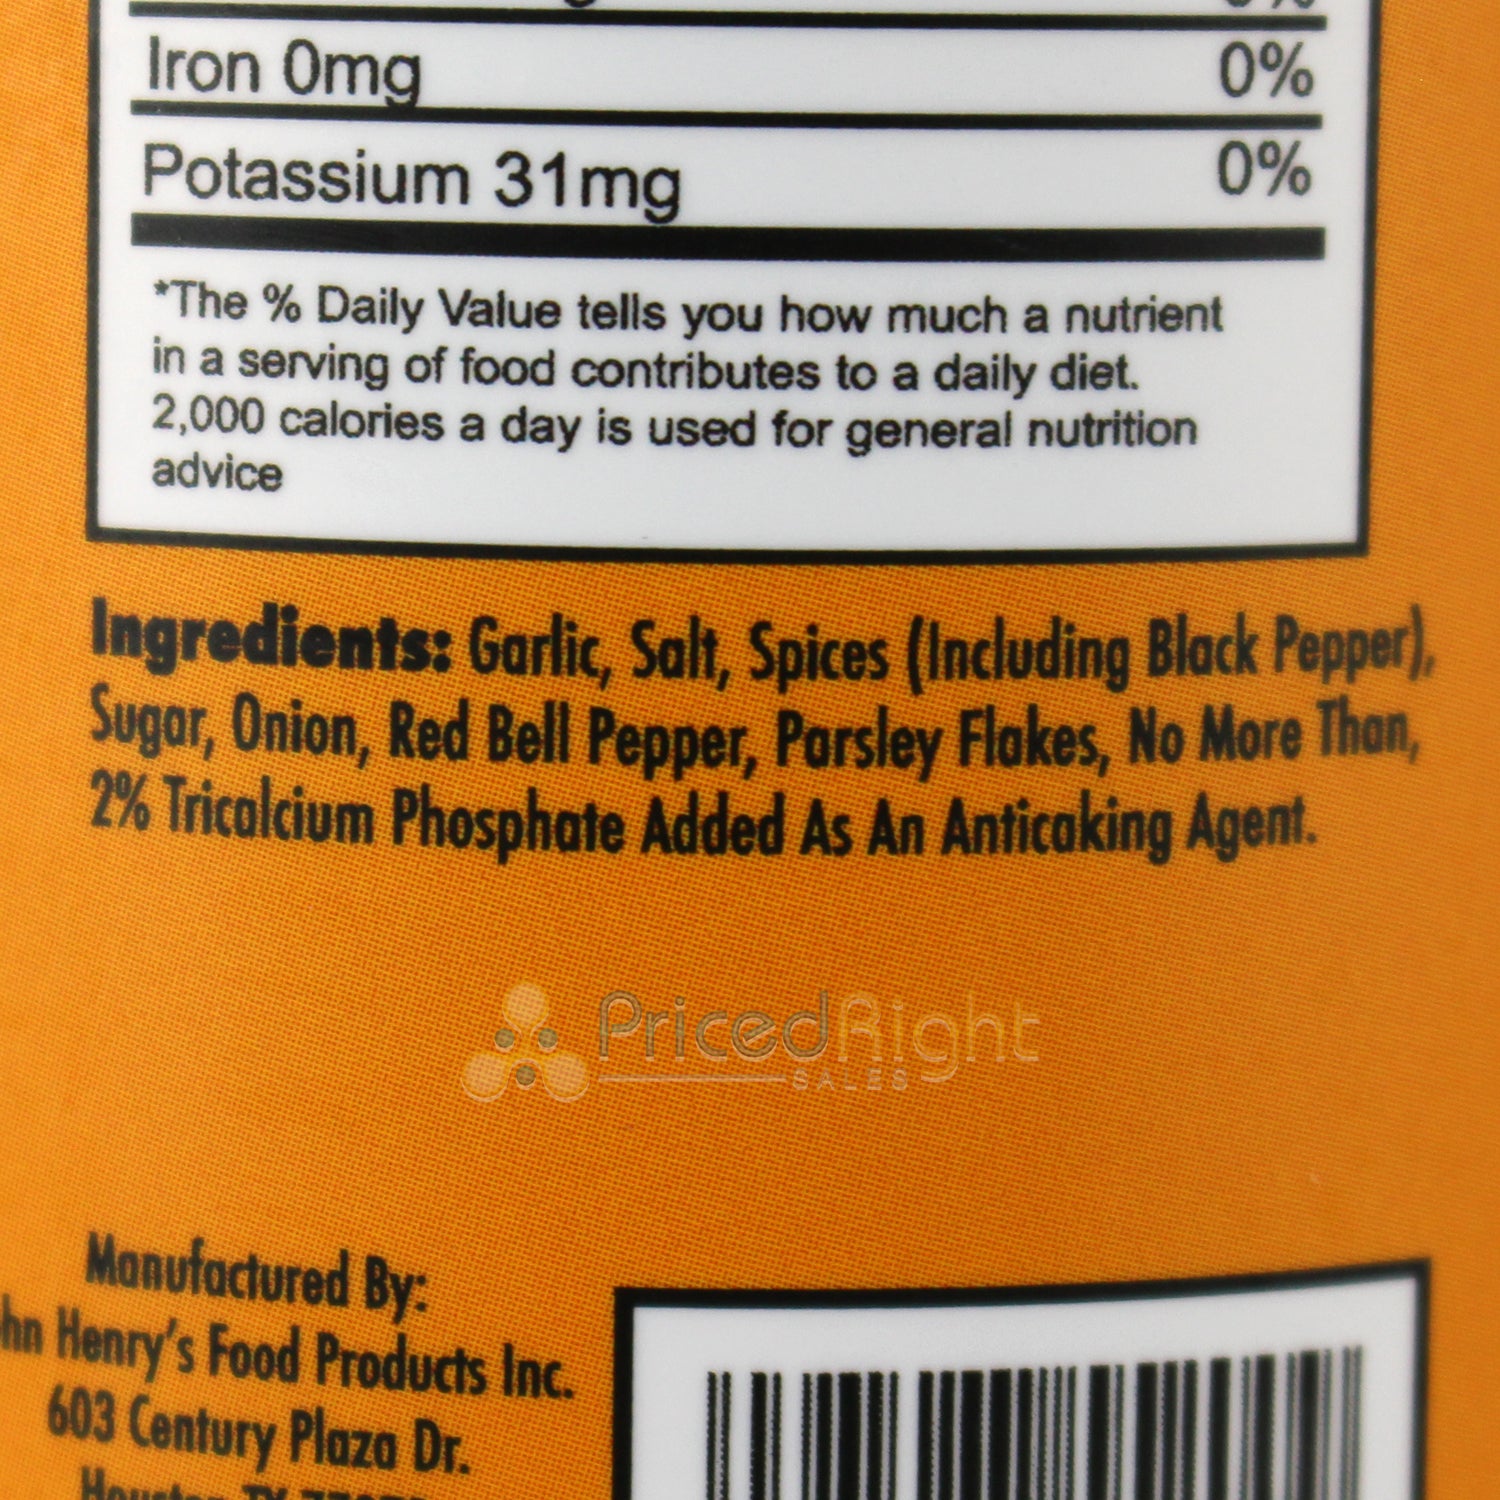 Iron 0mg 0%
Potassium 31mg 0%
*The % Daily Value tells you how much a nutrient
in a serving of food contributes to a daily diet.
2,000 calories a day is used for general nutrition
advice
Ingredients: Garlic, Salt, Spices (Including Black Pepper),
Sugar, Onion, Red Bell Pepper, Parsley Flakes, No More Than,
2% Tricalcium Phosphate Added As An Anticaking Agent.
PricedRight
SALES
Manufactured By:
hn Henry's Food Products Inc.
603 Century Plaza Dr.
Houston TX